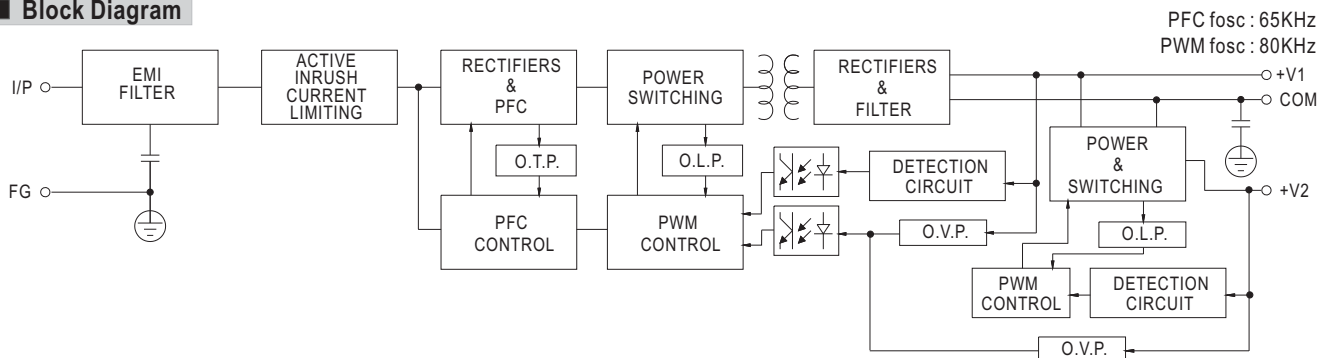 Block Diagram
PFC fosc : 65KHz
PWM fosc : 80KHz
I/P
EMI
FILTER
ACTIVE
INRUSH
CURRENT
LIMITING
RECTIFIERS
&
PFC
POWER
SWITCHING
RECTIFIERS
&
FILTER
+V1
COM
O.T.P.
O.L.P.
DETECTION
CIRCUIT
POWER
&
SWITCHING
FG
+V2
PFC
CONTROL
PWM
CONTROL
O.V.P.
O.L.P.
PWM
CONTROL
DETECTION
CIRCUIT
O.V.P.